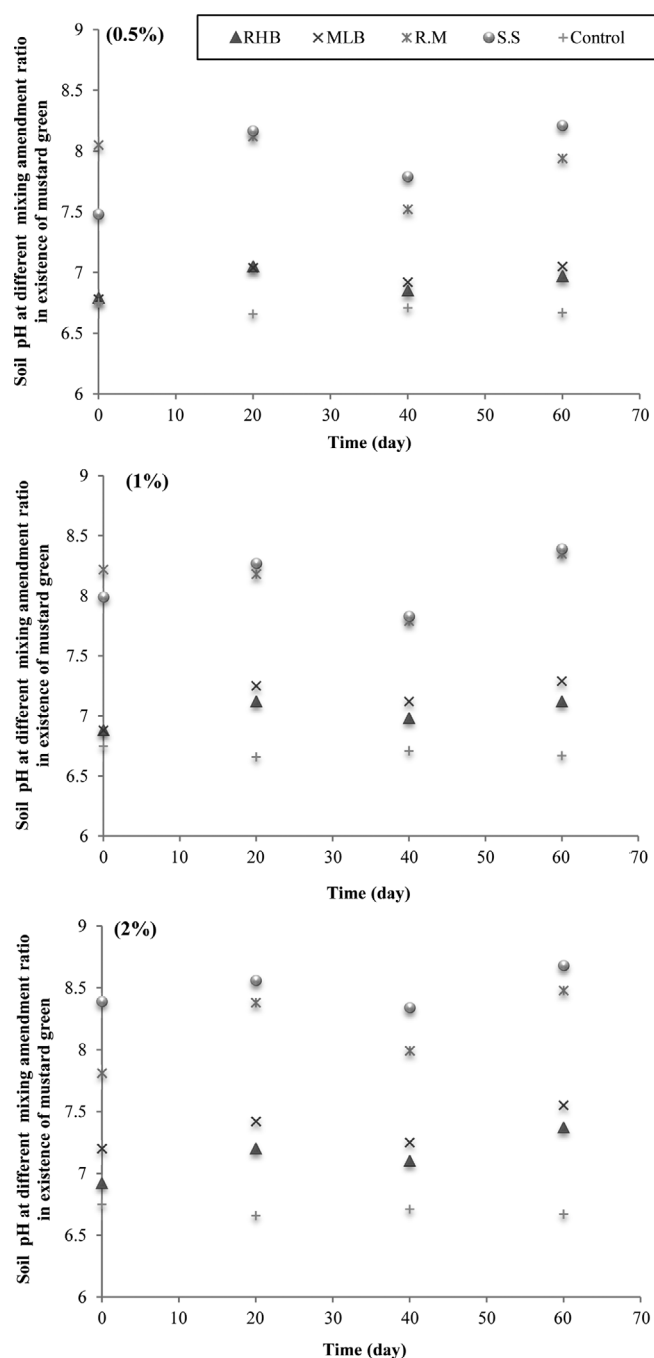 (0.5%)
RHB MLB R.M S.S Control
Soil pH at different mixing amendment ratio
in existence of mustard green
9
8.5
8
7.5
7
6.5
6
0 10 20 30 40 50 60 70
Time (day)
(1%)
Soil pH at different mixing amendment ratio
in existence of mustard green
9
8.5
8
7.5
7
6.5
6
0 10 20 30 40 50 60 70
Time (day)
(2%)
Soil pH at different mixing amendment ratio
in existence of mustard green
9
8.5
8
7.5
7
6.5
6
0 10 20 30 40 50 60 70
Time (day)